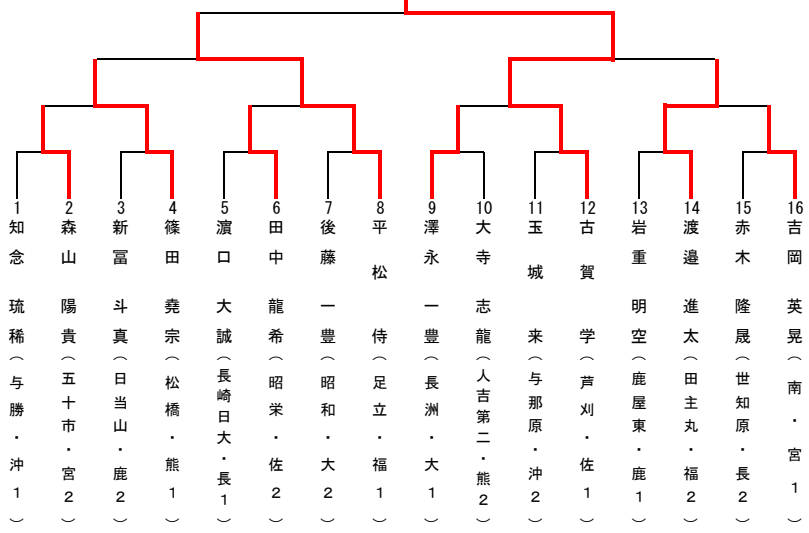 1 知念 琉稀（与勝・沖1）
2 森山 陽貴（五十市・宮2）
3 新冨 斗真（日当山・鹿2）
4 篠田 堯宗（松橋・熊1）
5 濵口 大誠（長崎日大・長1）
6 田中 龍希（昭栄・佐2）
7 後藤 一豊（昭和・大2）
8 平松 侍（足立・福1）
9 澤永 一豊（長洲・大1）
10 大寺 志龍（人吉第二・熊2）
11 玉城 来（与那原・沖2）
12 古賀 学（芦刈・佐1）
13 岩重 明空（鹿屋東・鹿1）
14 渡邉 進太（田主丸・福2）
15 赤木 隆晟（世知原・長2）
16 吉岡 英晃（南・宮1）